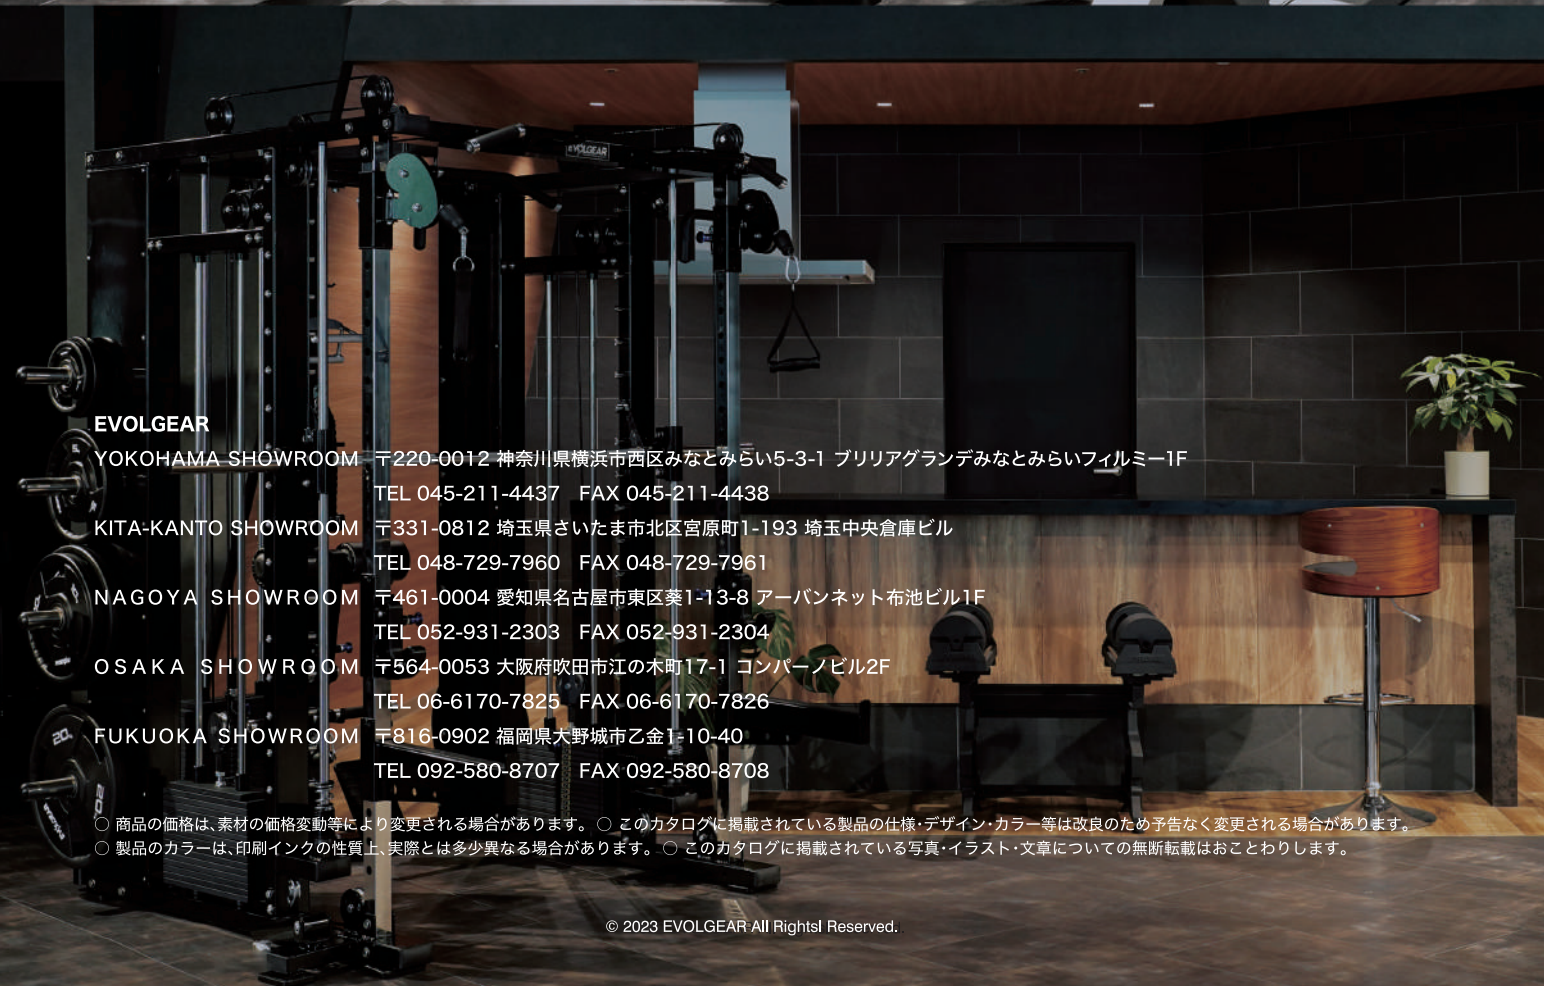 EVOLGEAR
EVOLGEAR
YOKOHAMA SHOWROOM 〒220-0012 神奈川県横浜市西区みなとみらい5-3-1 ブリリアグランデみなとみらいフィルミー1F
TEL 045-211-4437 FAX 045-211-4438
KITA-KANTO SHOWROOM 〒331-0812 埼玉県さいたま市北区宮原町1-193 埼玉中央倉庫ビル
TEL 048-729-7960 FAX 048-729-7961
NAGOYA SHOWROOM 〒461-0004 愛知県名古屋市東区葵1-13-8 アーバンネット布池ビル1F
TEL 052-931-2303 FAX 052-931-2304
OSAKA SHOWROOM 〒564-0053 大阪府吹田市江の木町17-1 コンパーノビル2F
TEL 06-6170-7825 FAX 06-6170-7826
FUKUOKA SHOWROOM 〒816-0902 福岡県大野城市乙金1-10-40
TEL 092-580-8707 FAX 092-580-8708
20
20
○ 商品の価格は、素材の価格変動等により変更される場合があります。 ○ このカタログに掲載されている製品の仕様・デザイン・カラー等は改良のため予告なく変更される場合があります。
○ 製品のカラーは、印刷インクの性質上、実際とは多少異なる場合があります。 ○ このカタログに掲載されている写真・イラスト・文章についての無断転載はおことわりします。
© 2023 EVOLGEAR All Rightsl Reserved.